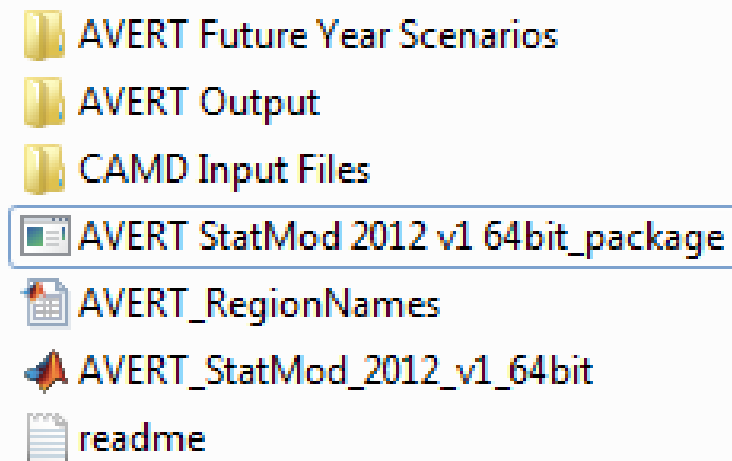 AVERT Future Year Scenarios
AVERT Output
CAMD Input Files
AVERT StatMod 2012 v1 64bit_package
AVERT_RegionNames
AVERT_StatMod_2012_v1_64bit
readme